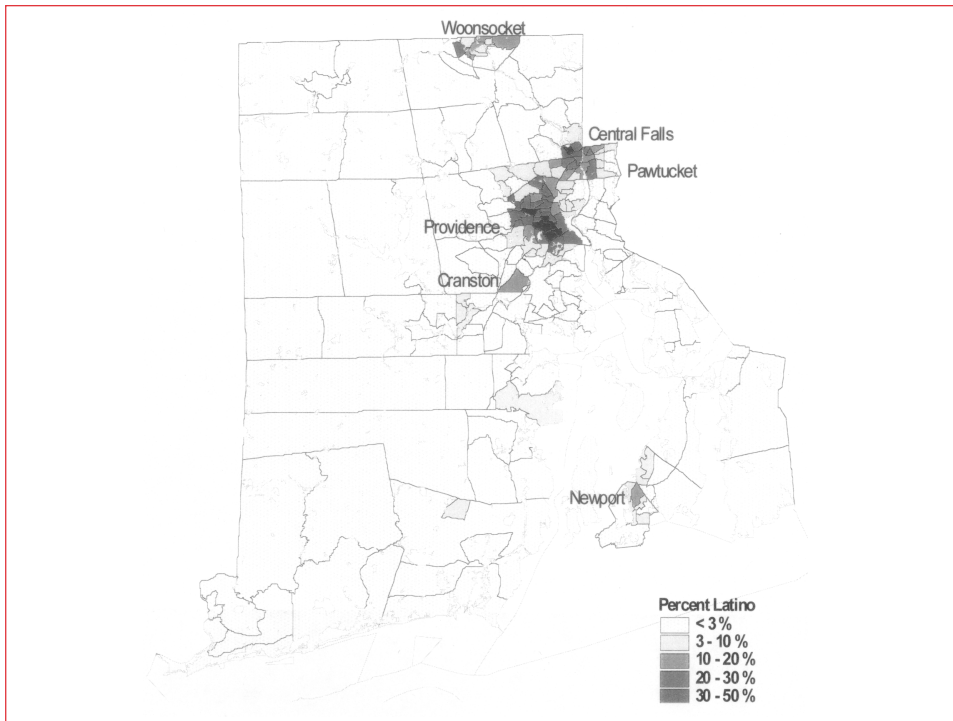 Woonsocket
Central Falls
Pawtucket
Providence
Cranston
Newport
Percent Latino
< 3 %
3 - 10 %
10 - 20 %
20 - 30 %
30 - 50 %